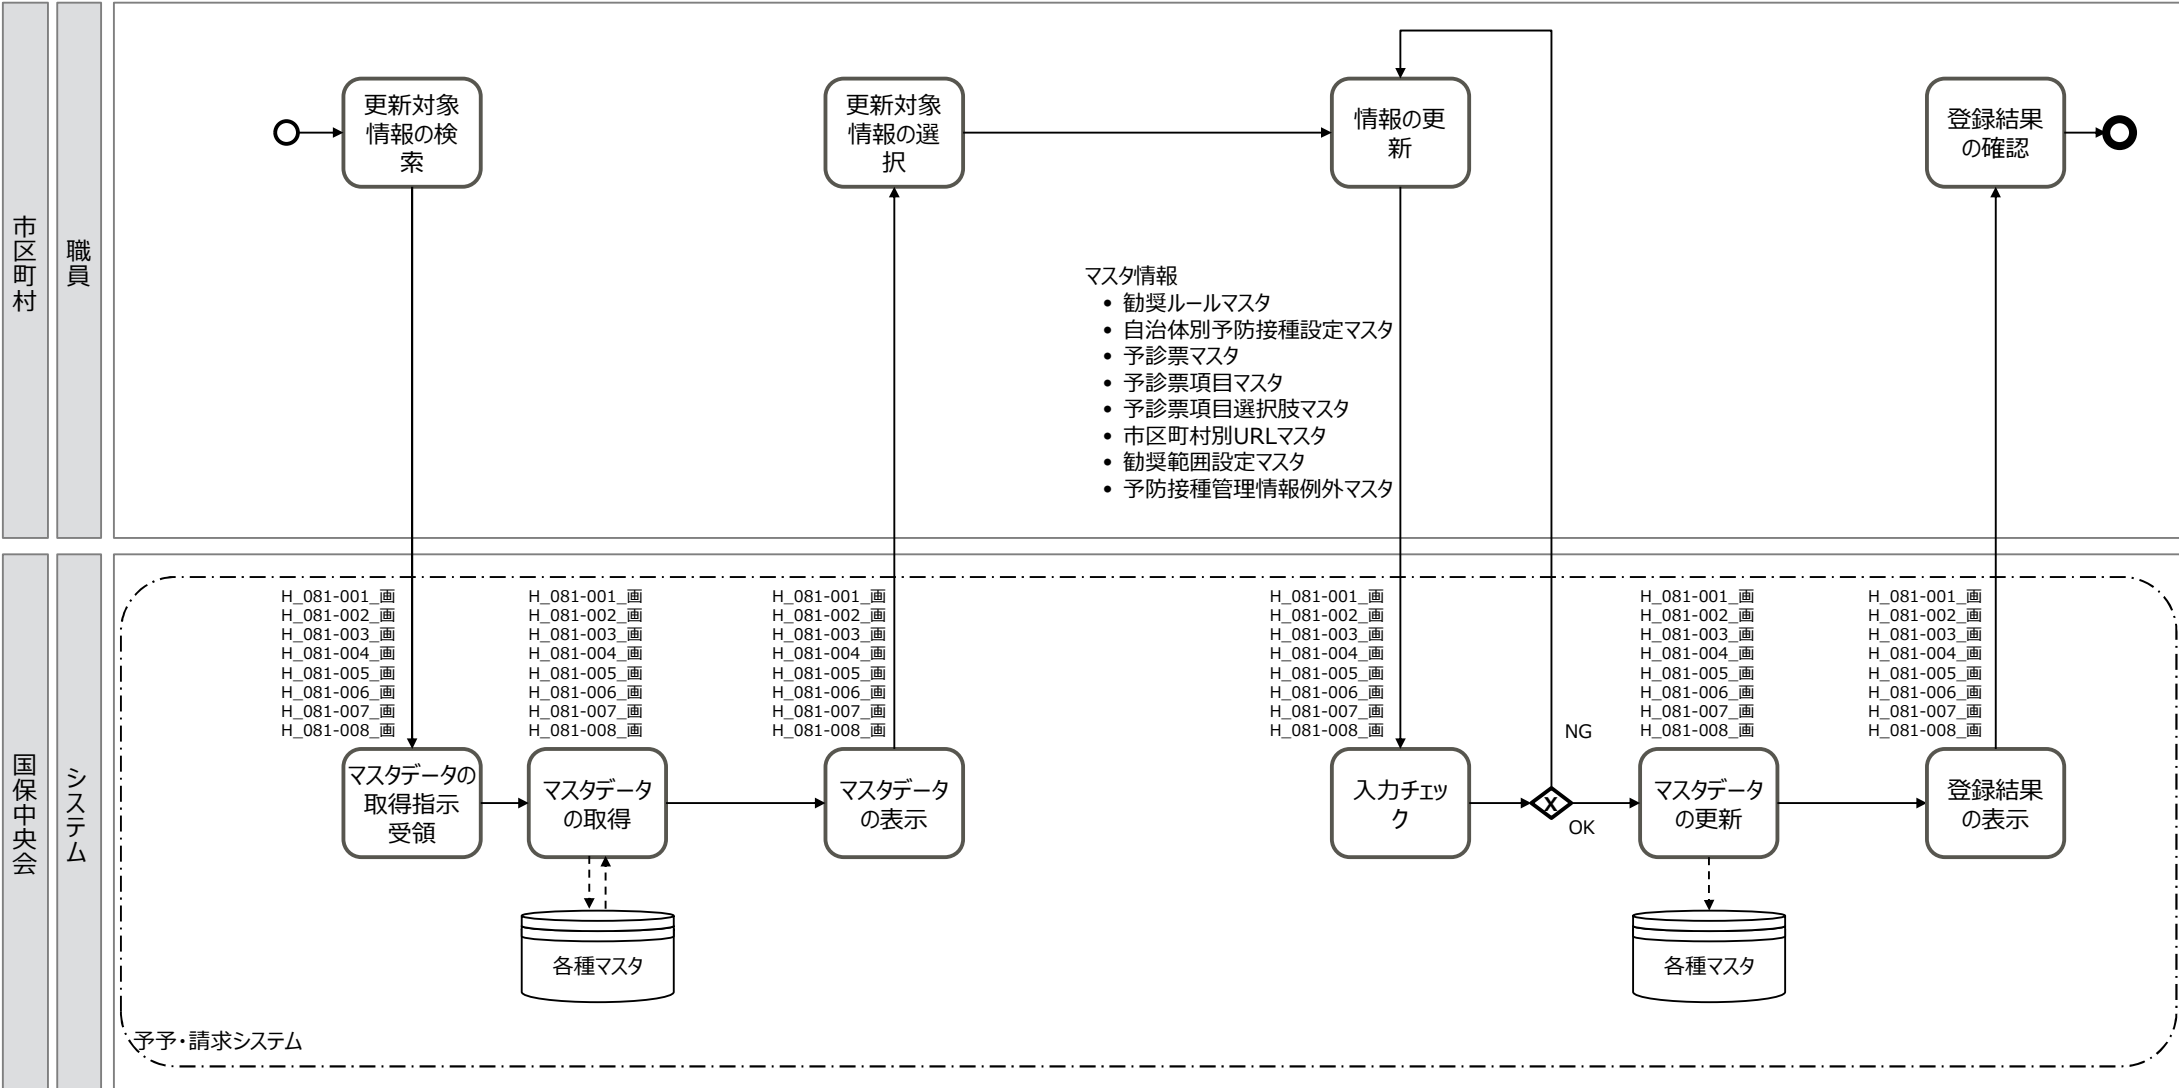 市区町村
職員
更新対象
情報の検
索
更新対象
情報の選
択
情報の更
新
登録結果
の確認
マスタ情報
• 勧奨ルールマスタ
• 自治体別予防接種設定マスタ
• 予診票マスタ
• 予診票項目マスタ
• 予診票項目選択肢マスタ
• 市区町村別URLマスタ
• 勧奨範囲設定マスタ
• 予防接種管理情報例外マスタ
国保中央会
システム
H_081-001_画
H_081-002_画
H_081-003_画
H_081-004_画
H_081-005_画
H_081-006_画
H_081-007_画
H_081-008_画
H_081-001_画
H_081-002_画
H_081-003_画
H_081-004_画
H_081-005_画
H_081-006_画
H_081-007_画
H_081-008_画
H_081-001_画
H_081-002_画
H_081-003_画
H_081-004_画
H_081-005_画
H_081-006_画
H_081-007_画
H_081-008_画
H_081-001_画
H_081-002_画
H_081-003_画
H_081-004_画
H_081-005_画
H_081-006_画
H_081-007_画
H_081-008_画
H_081-001_画
H_081-002_画
H_081-003_画
H_081-004_画
H_081-005_画
H_081-006_画
H_081-007_画
H_081-008_画
H_081-001_画
H_081-002_画
H_081-003_画
H_081-004_画
H_081-005_画
H_081-006_画
H_081-007_画
H_081-008_画
マスタデータの
取得指示
受領
マスタデータ
の取得
マスタデータ
の表示
入力チェッ
ク
X
NG
OK
マスタデータ
の更新
登録結果
の表示
各種マスタ
各種マスタ
予予・請求システム